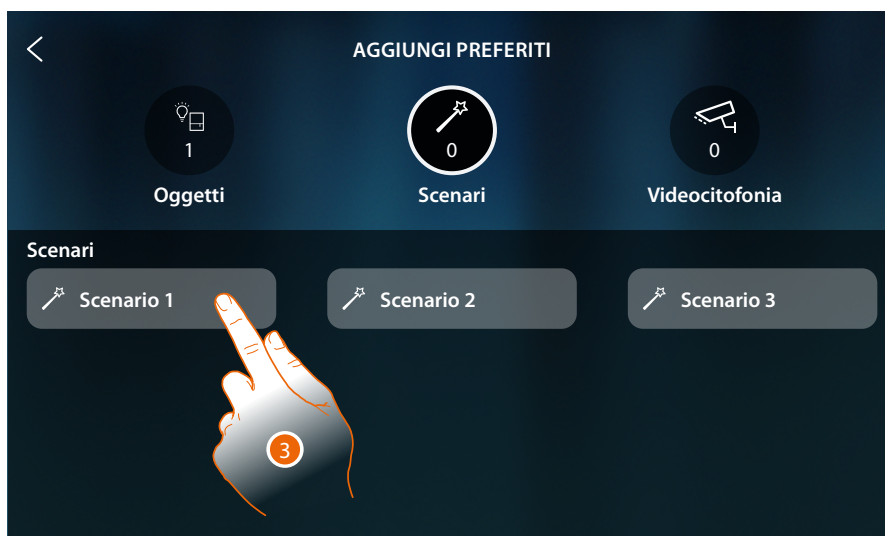 AGGIUNGI PREFERITI
1
0
0
Oggetti
Scenari
Videocitofonia
Scenari
Scenario 1
Scenario 2
Scenario 3
3